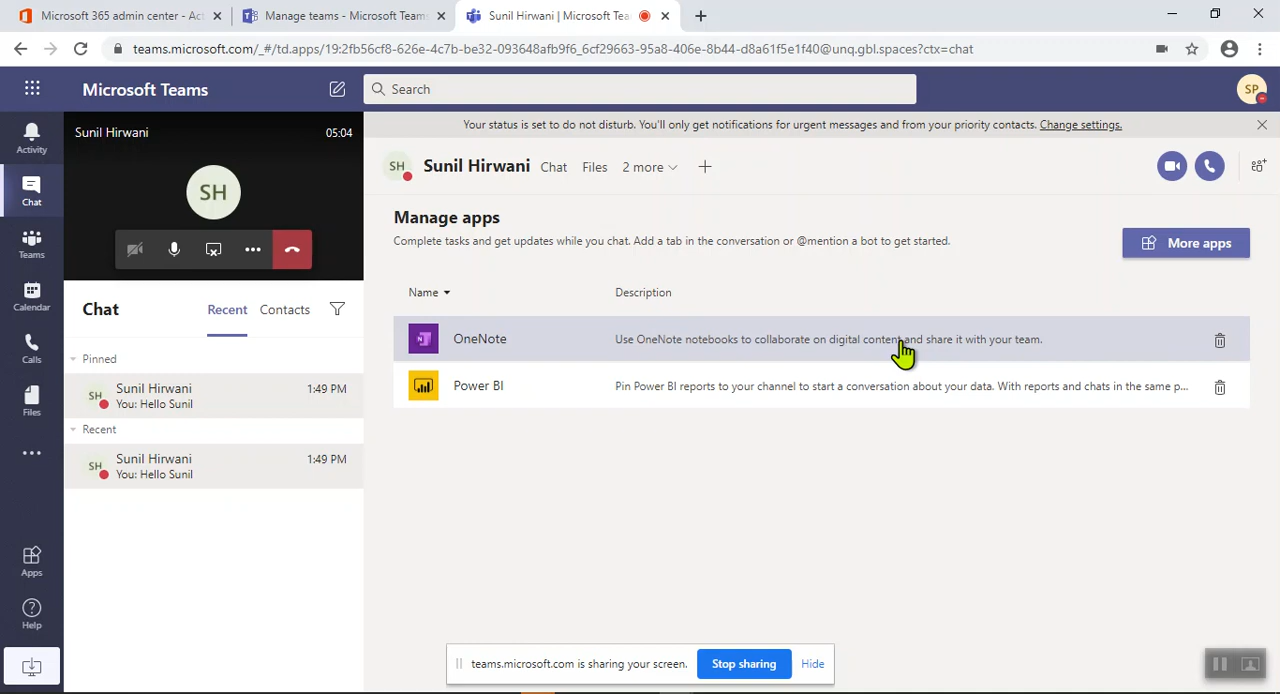 Microsoft 365 admin center - Act
Manage teams - Microsoft Teams
Sunil Hirwani | Microsoft Tea
teams.microsoft.com/_#/td.apps/19:2fb56cf8-626e-4c7b-be32-093648afb9f6_6cf29663-95a8-406e-8b44-d8a61f5e1f40@unq.gbl.spaces?ctx=chat
Microsoft Teams
Search
SP
Your status is set to do not disturb. You'll only get notifications for urgent messages and from your priority contacts. Change settings.
Activity
Chat
Teams
Calendar
Calls
Files
Apps
Help
Sunil Hirwani 05:04
SH
Chat Recent Contacts
Pinned
SH
Sunil Hirwani 1:49 PM
You: Hello Sunil
Recent
SH
Sunil Hirwani 1:49 PM
You: Hello Sunil
SH Sunil Hirwani Chat Files 2 more
Manage apps
Complete tasks and get updates while you chat. Add a tab in the conversation or @mention a bot to get started.
More apps
Name Description
N OneNote Use OneNote notebooks to collaborate on digital content and share it with your team.
Power BI Pin Power BI reports to your channel to start a conversation about your data. With reports and chats in the same p...
teams.microsoft.com is sharing your screen. Stop sharing Hide